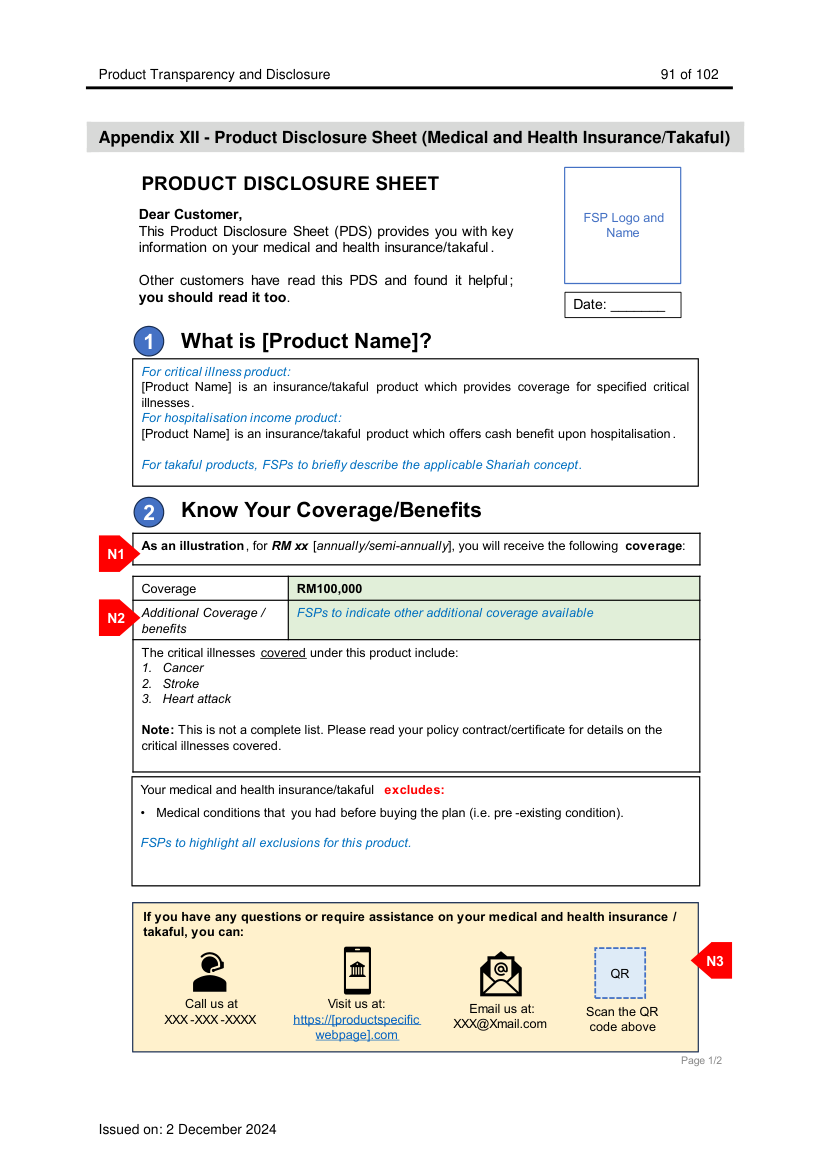 Product Transparency and Disclosure 91 of 102
Appendix XII - Product Disclosure Sheet (Medical and Health Insurance/Takaful)
PRODUCT DISCLOSURE SHEET
Dear Customer,
This Product Disclosure Sheet (PDS) provides you with key
information on your medical and health insurance/takaful.
Other customers have read this PDS and found it helpful;
you should read it too.
FSP Logo and
Name
Date: _______
1 What is [Product Name]?
For critical illness product:
[Product Name] is an insurance/takaful product which provides coverage for specified critical
illnesses.
For hospitalisation income product:
[Product Name] is an insurance/takaful product which offers cash benefit upon hospitalisation.
For takaful products, FSPs to briefly describe the applicable Shariah concept.
2 Know Your Coverage/Benefits
N1
As an illustration, for RM xx [annually/semi-annually], you will receive the following coverage:
Coverage RM100,000
N2
Additional Coverage / FSPs to indicate other additional coverage available
benefits
The critical illnesses covered under this product include:
1. Cancer
2. Stroke
3. Heart attack
Note: This is not a complete list. Please read your policy contract/certificate for details on the
critical illnesses covered.
Your medical and health insurance/takaful excludes:
• Medical conditions that you had before buying the plan (i.e. pre -existing condition).
FSPs to highlight all exclusions for this product.
If you have any questions or require assistance on your medical and health insurance /
takaful, you can:
N3
Call us at
XXX-XXX-XXXX
Visit us at:
https://[productspecific
webpage].com
@
Email us at:
XXX@Xmail.com
QR
Scan the QR
code above
Page 1/2
Issued on: 2 December 2024